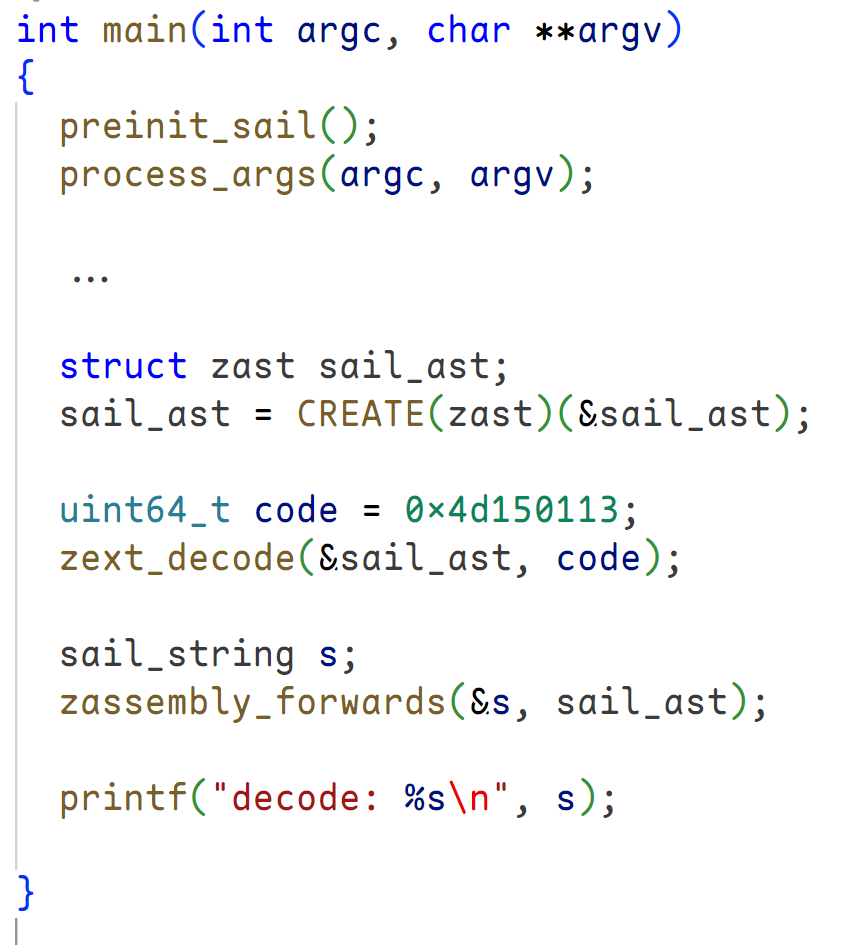 int main(int argc, char **argv)
{
preinit_sail();
process_args(argc, argv);
...
struct zast sail_ast;
sail_ast = CREATE(zast)(&sail_ast);
uint64_t code = 0x4d150113;
zext_decode(&sail_ast, code);
sail_string s;
zassembly_forwards(&s, sail_ast);
printf("decode: %s\n", s);
}